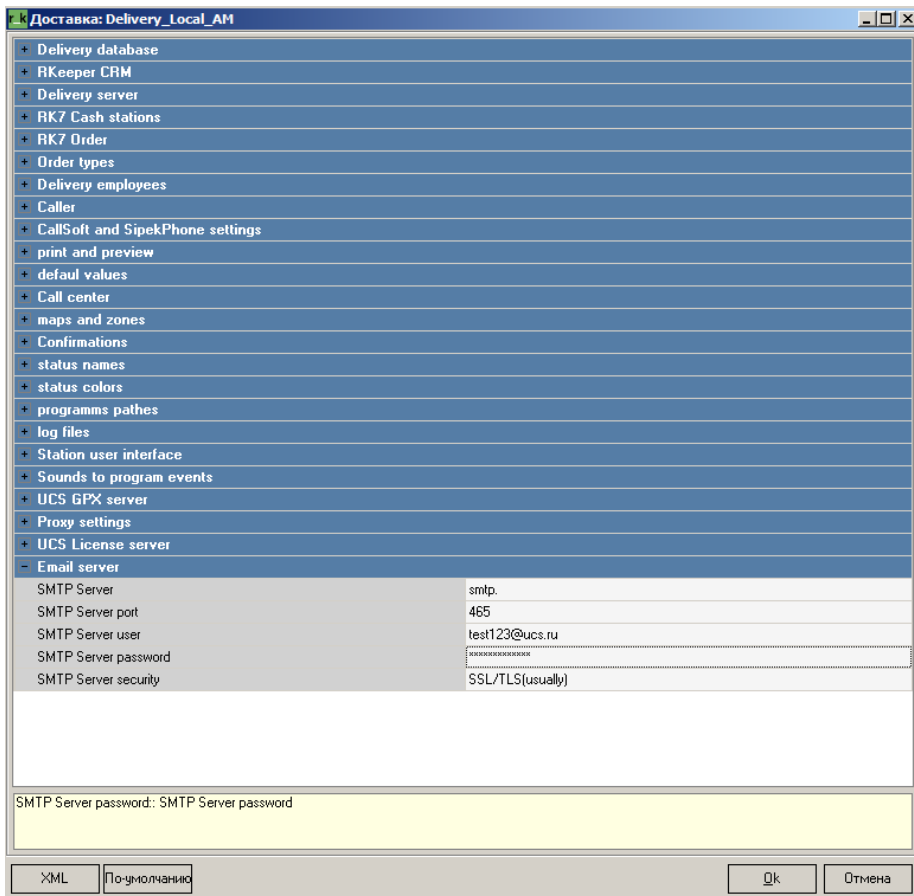 r_k Доставка: Delivery_Local_AM
+ Delivery database
+ RKeeper CRM
+ Delivery server
+ RK7 Cash stations
+ RK7 Order
+ Order types
+ Delivery employees
+ Caller
+ CallSoft and SipekPhone settings
+ print and preview
+ defaul values
+ Call center
+ maps and zones
+ Confirmations
+ status names
+ status colors
+ programms pathes
+ log files
+ Station user interface
+ Sounds to program events
+ UCS GPX server
+ Proxy settings
+ UCS License server
− Email server
SMTP Server smtp.
SMTP Server port 465
SMTP Server user test123@ucs.ru
SMTP Server password *************
SMTP Server security SSL/TLS(usually)
SMTP Server password:: SMTP Server password
XML По-умолчанию Ok Отмена